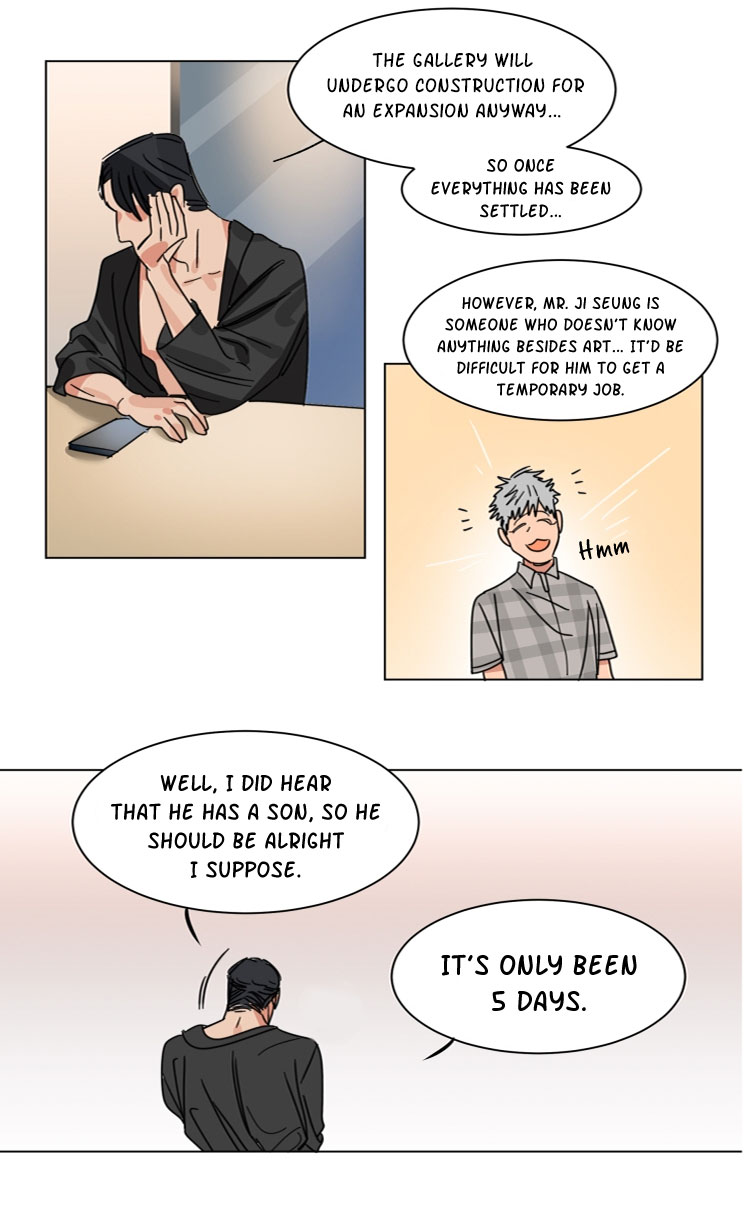 THE GALLERY WILL
UNDERGO CONSTRUCTION FOR
AN EXPANSION ANYWAY...
SO ONCE
EVERYTHING HAS BEEN
SETTLED...
HOWEVER, MR. JI SEUNG IS
SOMEONE WHO DOESN'T KNOW
ANYTHING BESIDES ART... IT'D BE
DIFFICULT FOR HIM TO GET A
TEMPORARY JOB.
Hmm
WELL, I DID HEAR
THAT HE HAS A SON, SO HE
SHOULD BE ALRIGHT
I SUPPOSE.
IT'S ONLY BEEN
5 DAYS.